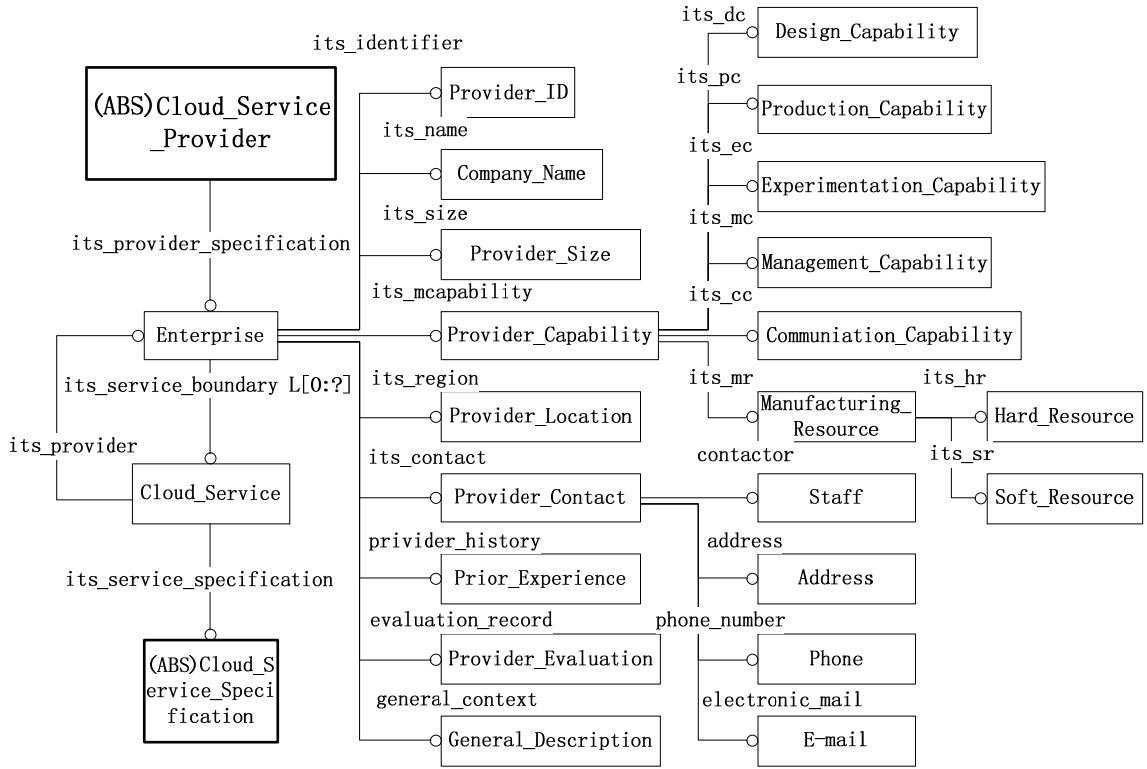 its_identifier
(ABS)Cloud_Service
_Provider
its_provider_specification
Enterprise
its_service_boundary L[0:?]
its_provider
Cloud_Service
its_service_specification
(ABS)Cloud_S
ervice_Speci
fication
Provider_ID
its_name
Company_Name
its_size
Provider_Size
its_mcapability
Provider_Capability
its_region
Provider_Location
its_contact
Provider_Contact
privider_history
Prior_Experience
evaluation_record
Provider_Evaluation
general_context
General_Description
its_dc
Design_Capability
its_pc
Production_Capability
its_ec
Experimentation_Capability
its_mc
Management_Capability
its_cc
Communiation_Capability
its_mr
Manufacturing_
Resource
contactor
Staff
address
Address
phone_number
Phone
electronic_mail
E-mail
its_hr
Hard_Resource
its_sr
Soft_Resource